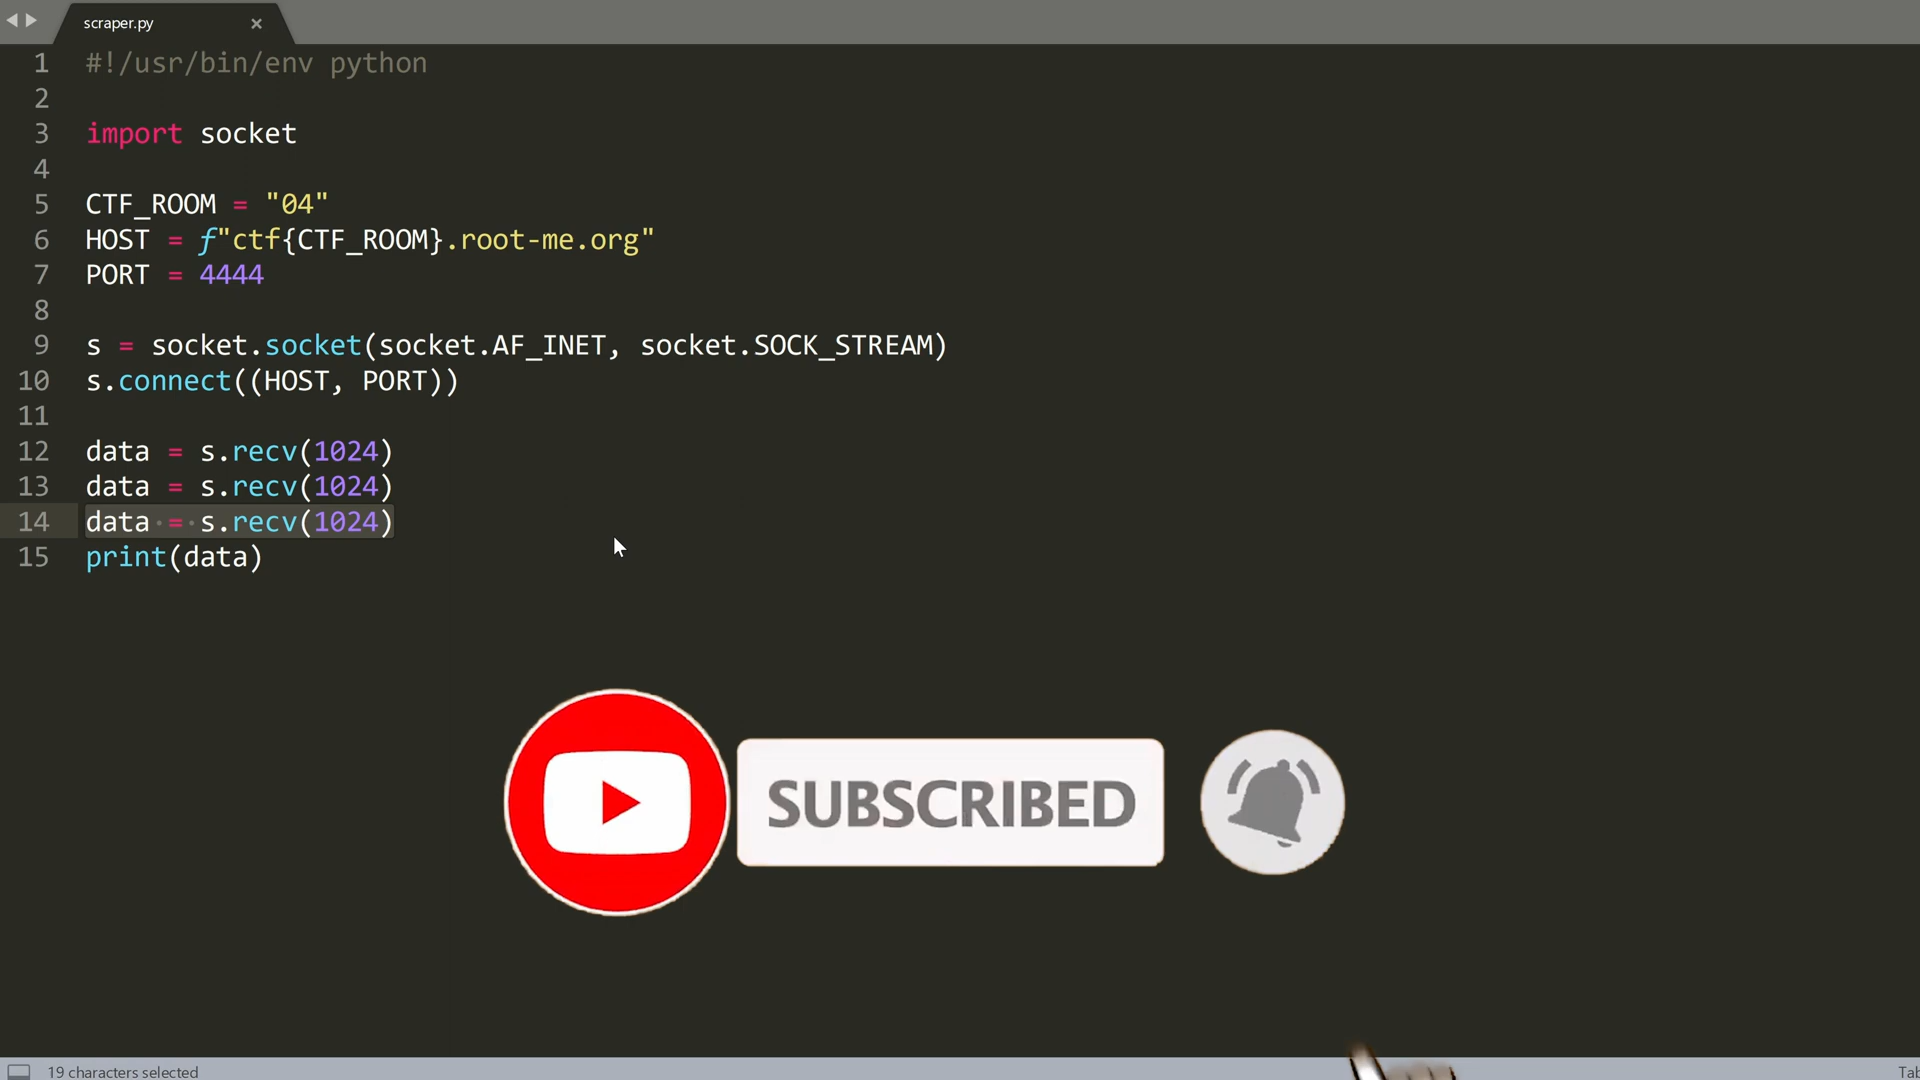 scraper.py
1 #!/usr/bin/env python
2
3 import socket
4
5 CTF_ROOM = "04"
6 HOST = f"ctf{CTF_ROOM}.root-me.org"
7 PORT = 4444
8
9 s = socket.socket(socket.AF_INET, socket.SOCK_STREAM)
10 s.connect((HOST, PORT))
11
12 data = s.recv(1024)
13 data = s.recv(1024)
14 data = s.recv(1024)
15 print(data)
SUBSCRIBED
19 characters selected
Tab